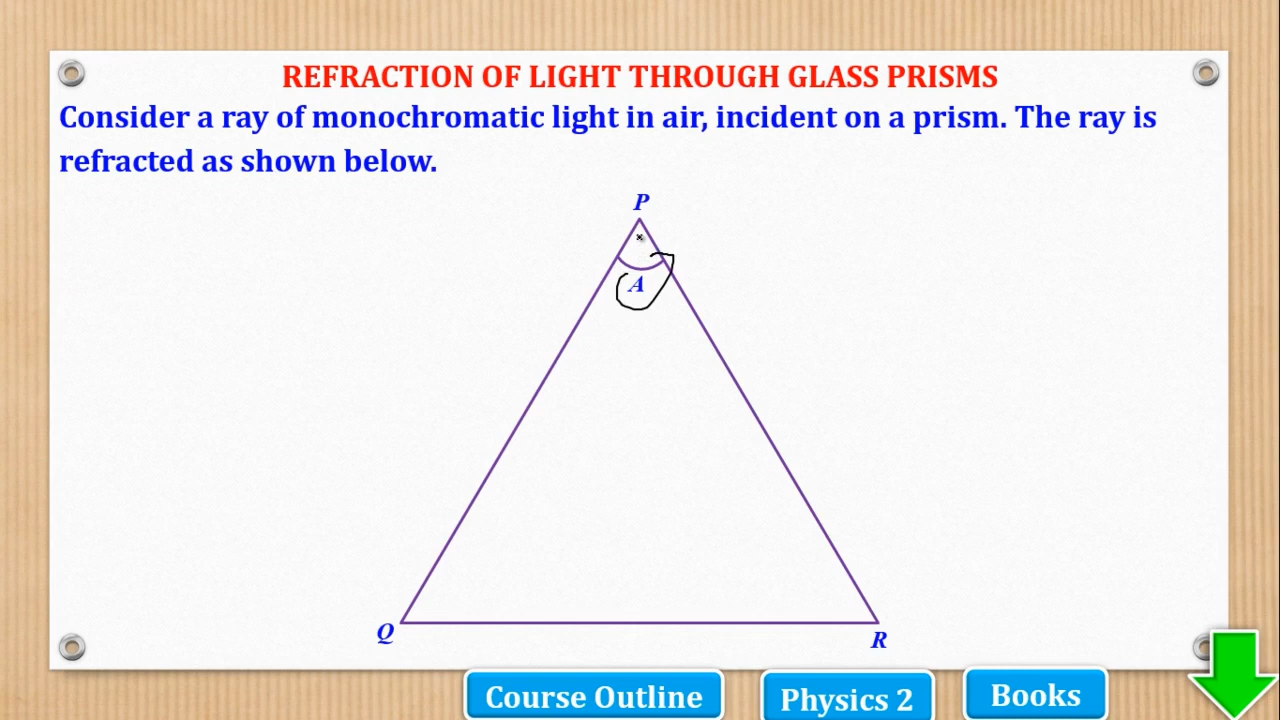 REFRACTION OF LIGHT THROUGH GLASS PRISMS
Consider a ray of monochromatic light in air, incident on a prism. The ray is
refracted as shown below.
P
A
Q
R
Course Outline
Physics 2
Books